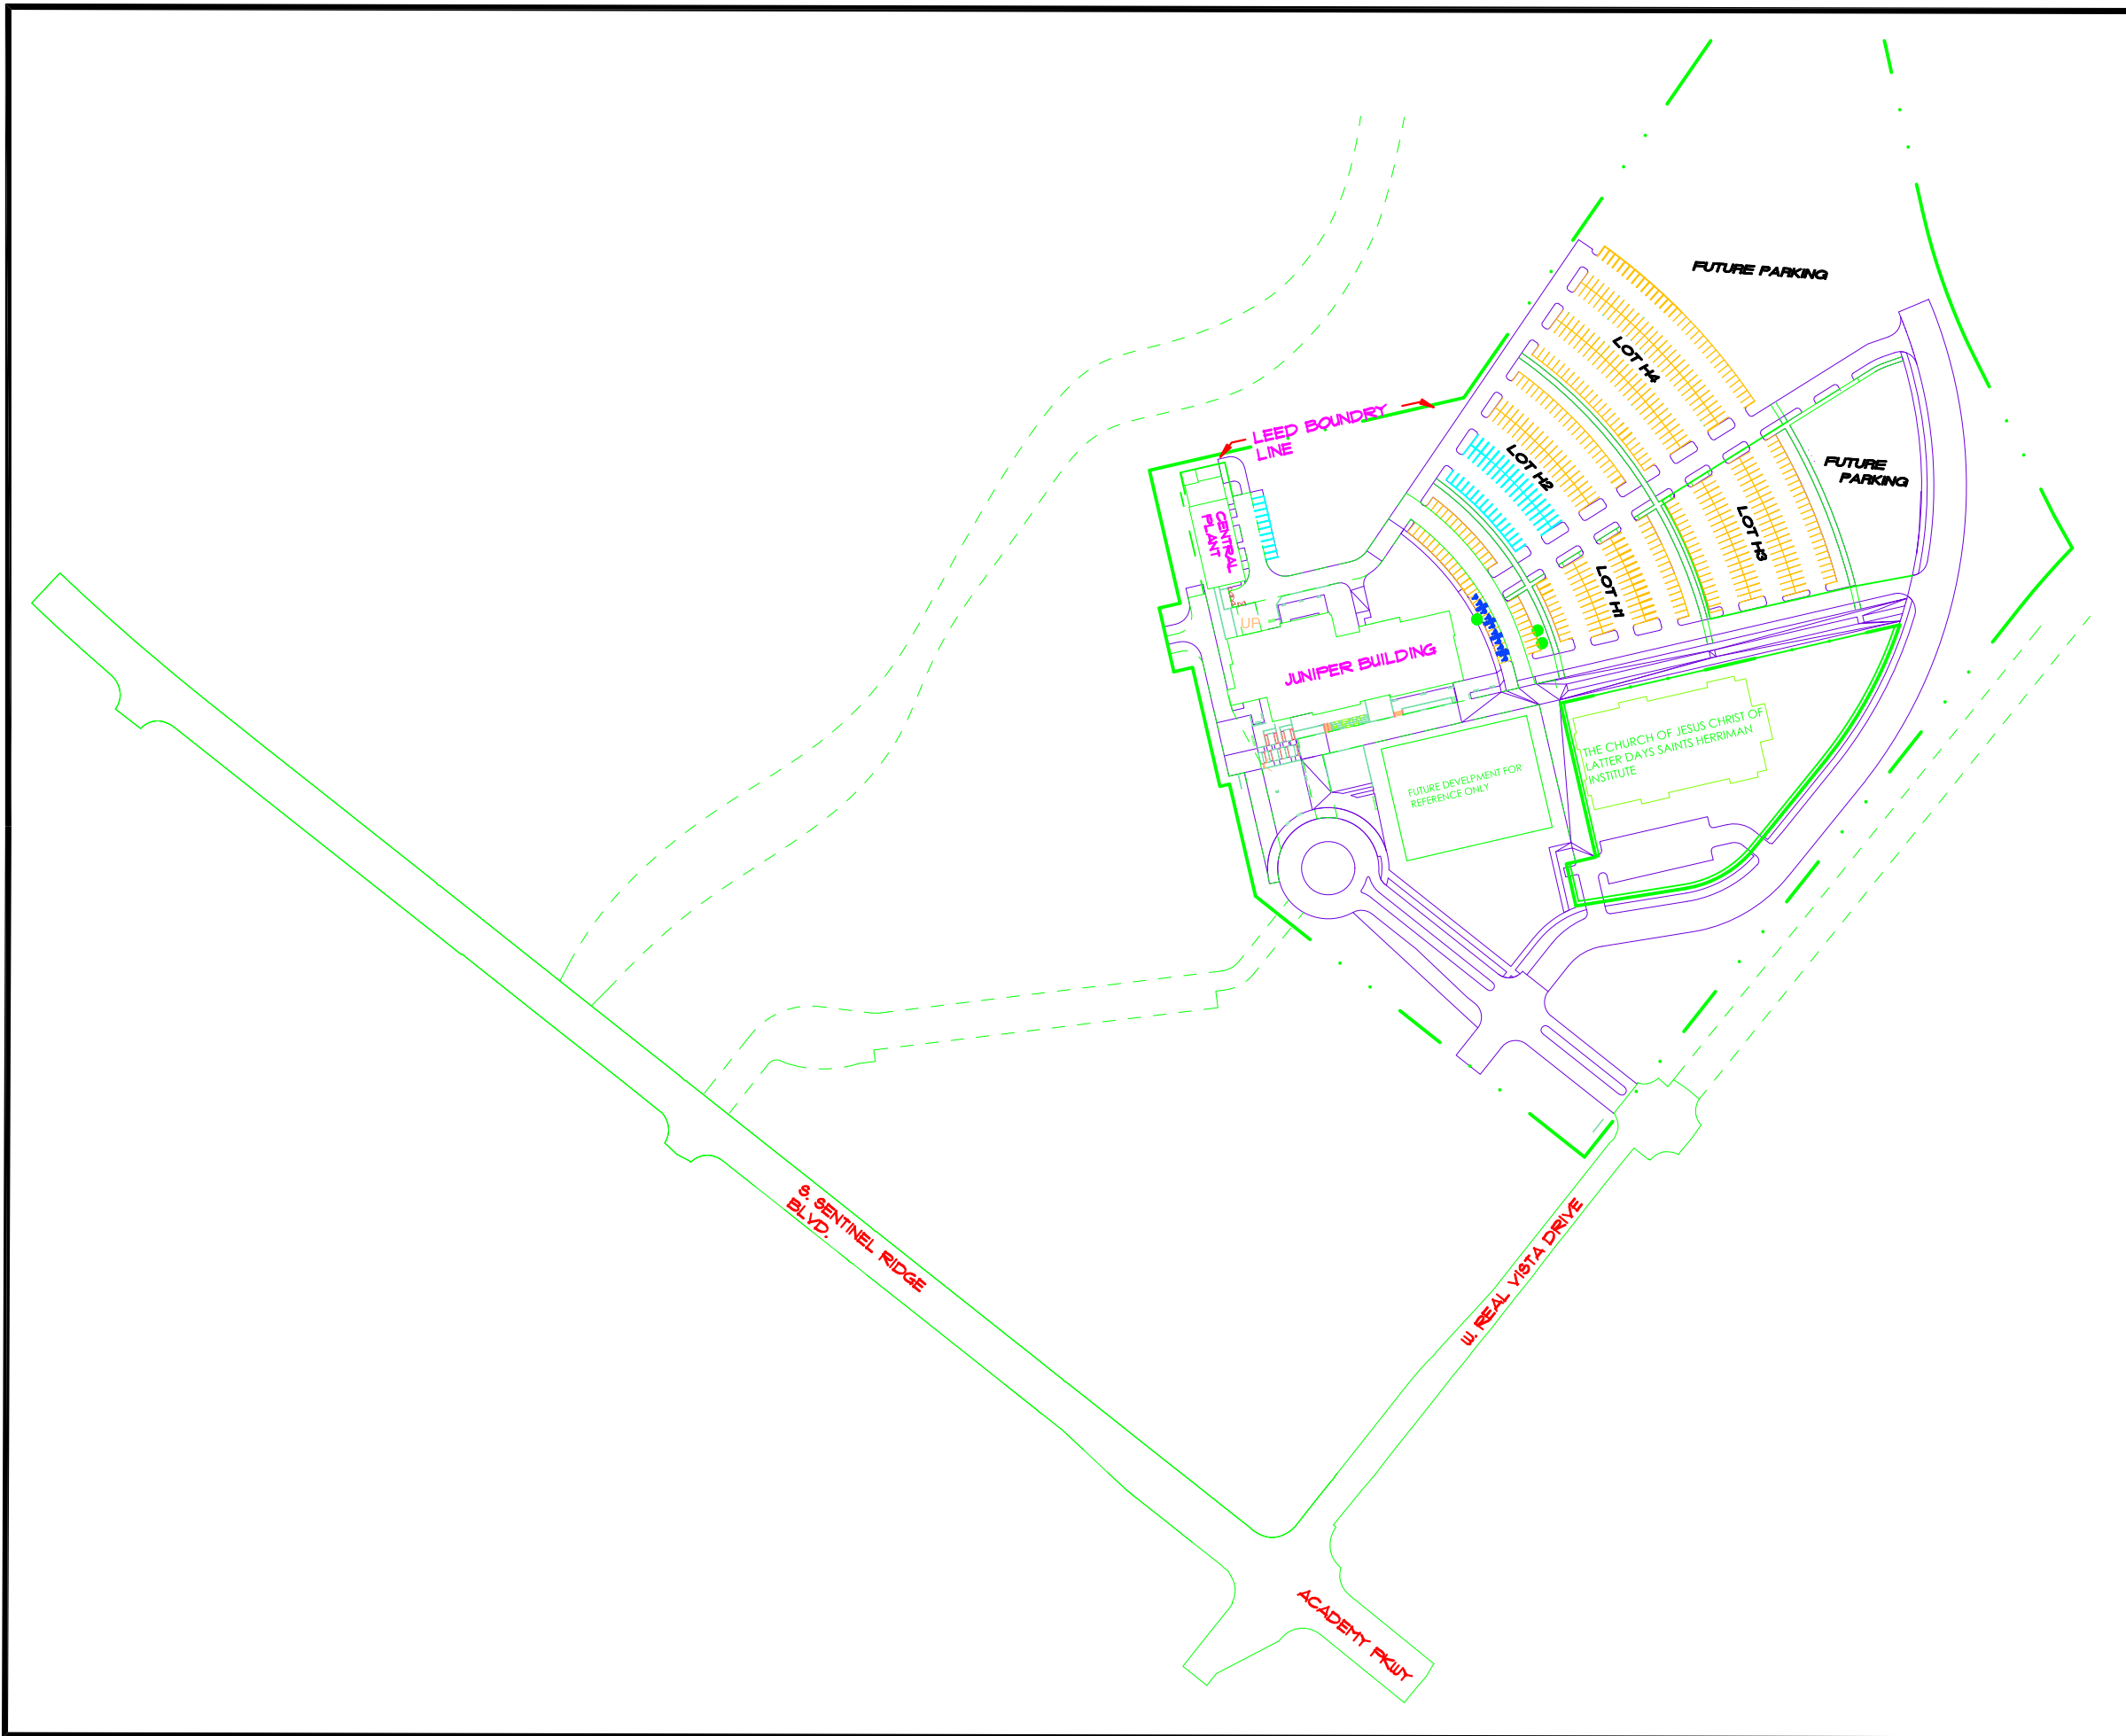 FUTURE PARKING
LOT H4
LEED BOUNDRY
LINE
LOT H2
FUTURE
PARKING
LOT H3
CENTRAL
PLANT
LOT H1
UP
JUNIPER BUILDING
THE CHURCH OF JESUS CHRIST OF
LATTER DAYS SAINTS HERRIMAN
INSTITUTE
FUTURE DEVELPMENT FOR
REFERENCE ONLY
S. SENTINEL RIDGE
BLVD.
W. REAL VISTA DRIVE
ACADEMY PKWY